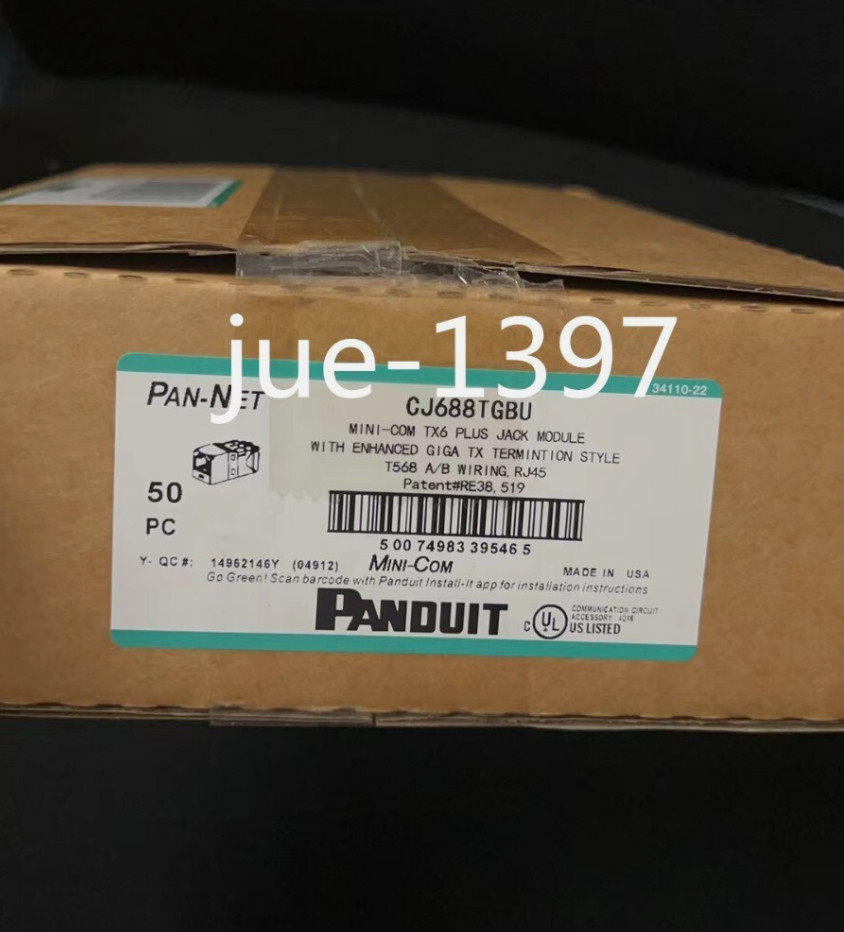 jue-1397
34110-22
PAN-NET
CJ688TGBU
MINI-COM TX6 PLUS JACK MODULE
WITH ENHANCED GIGA TX TERMINTION STYLE
T568 A/B WIRING, RJ45
Patent#RE38, 519
50
PC
5 00 74983 39546 5
Y- QC#: 14962146Y (04912) MINI-COM MADE IN USA
Go Green! Scan barcode with Panduit Install-It app for installation instructions
PANDUIT
C UL US LISTED
COMMUNICATION CIRCUIT
ACCESSORY